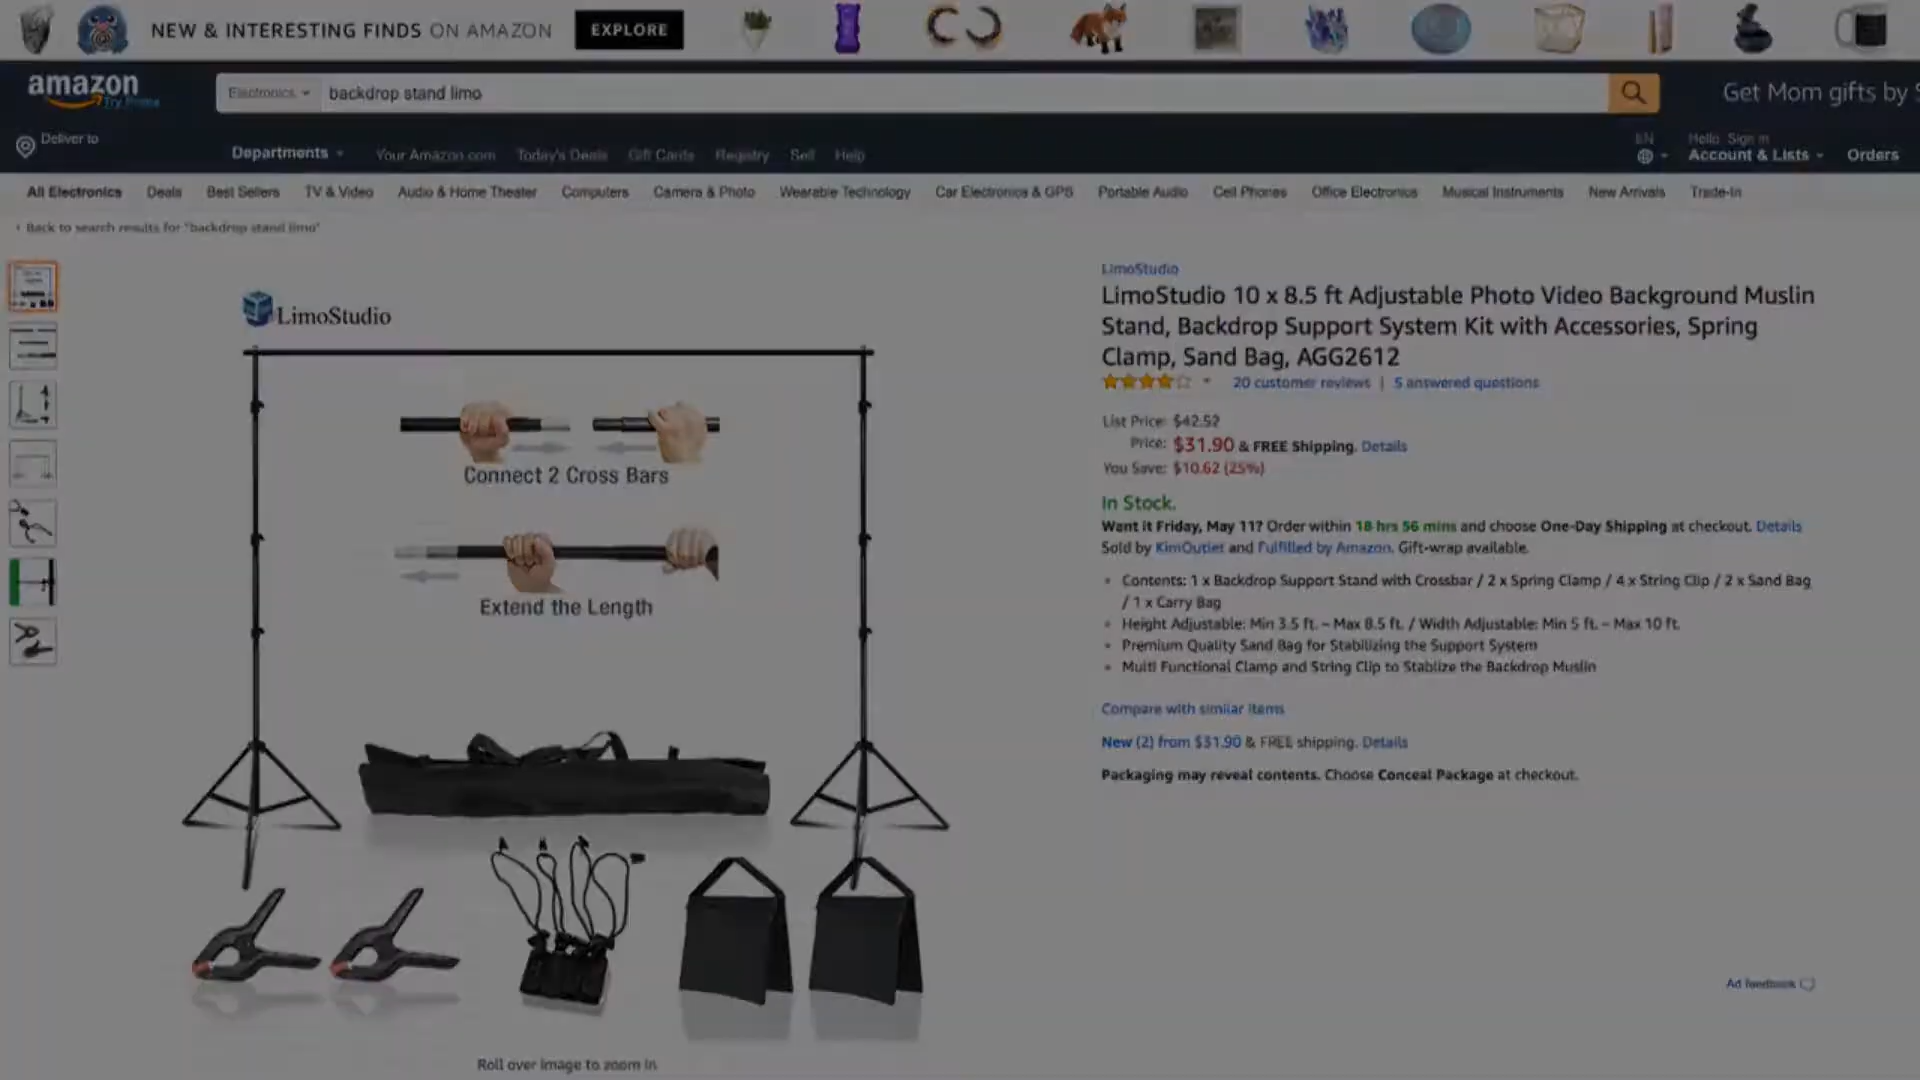 NEW & INTERESTING FINDS ON AMAZON EXPLORE
amazon
Try Prime
Electronics
backdrop stand limo
Get Mom gifts by
Deliver to
Departments
Your Amazon.com
Today's Deals
Gift Cards
Registry
Sell
Help
EN
Hello. Sign in
Account & Lists
Orders
All Electronics
Deals
Best Sellers
TV & Video
Audio & Home Theater
Computers
Camera & Photo
Wearable Technology
Car Electronics & GPS
Portable Audio
Cell Phones
Office Electronics
Musical Instruments
New Arrivals
Trade-In
‹ Back to search results for "backdrop stand limo"
LimoStudio
Connect 2 Cross Bars
Extend the Length
Roll over image to zoom in
LimoStudio
LimoStudio 10 x 8.5 ft Adjustable Photo Video Background Muslin
Stand, Backdrop Support System Kit with Accessories, Spring
Clamp, Sand Bag, AGG2612
20 customer reviews | 5 answered questions
List Price: $42.52
Price: $31.90 & FREE Shipping. Details
You Save: $10.62 (25%)
In Stock.
Want it Friday, May 11? Order within 18 hrs 56 mins and choose One-Day Shipping at checkout. Details
Sold by KimOutlet and Fulfilled by Amazon. Gift-wrap available.
• Contents: 1 x Backdrop Support Stand with Crossbar / 2 x Spring Clamp / 4 x String Clip / 2 x Sand Bag
/ 1 x Carry Bag
• Height Adjustable: Min 3.5 ft. – Max 8.5 ft. / Width Adjustable: Min 5 ft. – Max 10 ft.
• Premium Quality Sand Bag for Stabilizing the Support System
• Multi Functional Clamp and String Clip to Stablize the Backdrop Muslin
Compare with similar items
New (2) from $31.90 & FREE shipping. Details
Packaging may reveal contents. Choose Conceal Package at checkout.
Ad feedback